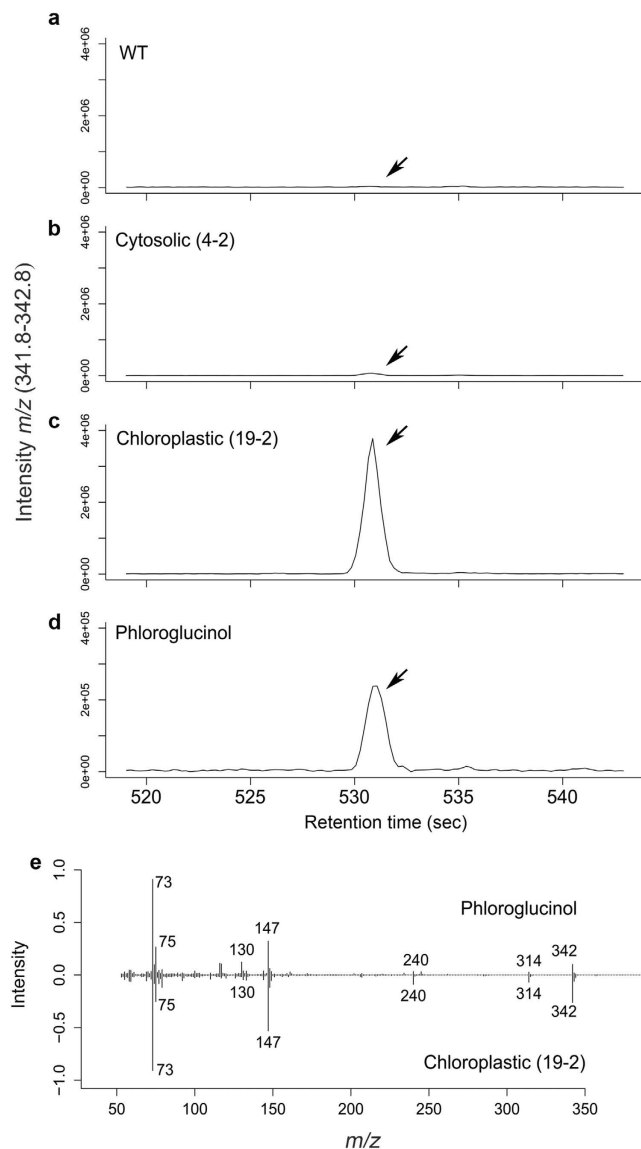 a
WT
4e+06
2e+06
0e+00
b
Cytosolic (4-2)
4e+06
2e+06
0e+00
Intensity m/z (341.8-342.8)
c
Chloroplastic (19-2)
4e+06
2e+06
0e+00
d
Phloroglucinol
4e+05
2e+05
0e+00
520 525 530 535 540
Retention time (sec)
e
1.0
0.5
0.0
−0.5
−1.0
Intensity
73
75
130
147
240
314
342
Phloroglucinol
73
75
130
147
240
314
342
Chloroplastic (19-2)
50 100 150 200 250 300 350
m/z